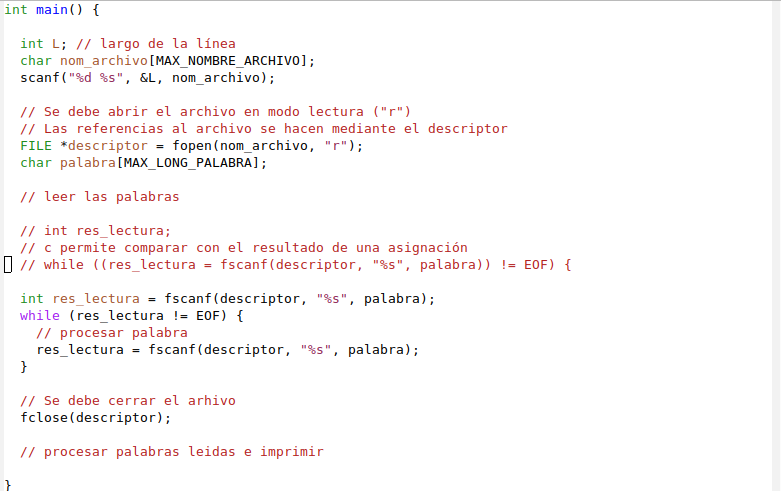 int main() {
int L; // largo de la línea
char nom_archivo[MAX_NOMBRE_ARCHIVO];
scanf("%d %s", &L, nom_archivo);
// Se debe abrir el archivo en modo lectura ("r")
// Las referencias al archivo se hacen mediante el descriptor
FILE *descriptor = fopen(nom_archivo, "r");
char palabra[MAX_LONG_PALABRA];
// leer las palabras
// int res_lectura;
// c permite comparar con el resultado de una asignación
// while ((res_lectura = fscanf(descriptor, "%s", palabra)) != EOF) {
int res_lectura = fscanf(descriptor, "%s", palabra);
while (res_lectura != EOF) {
// procesar palabra
res_lectura = fscanf(descriptor, "%s", palabra);
}
// Se debe cerrar el arhivo
fclose(descriptor);
// procesar palabras leidas e imprimir
}